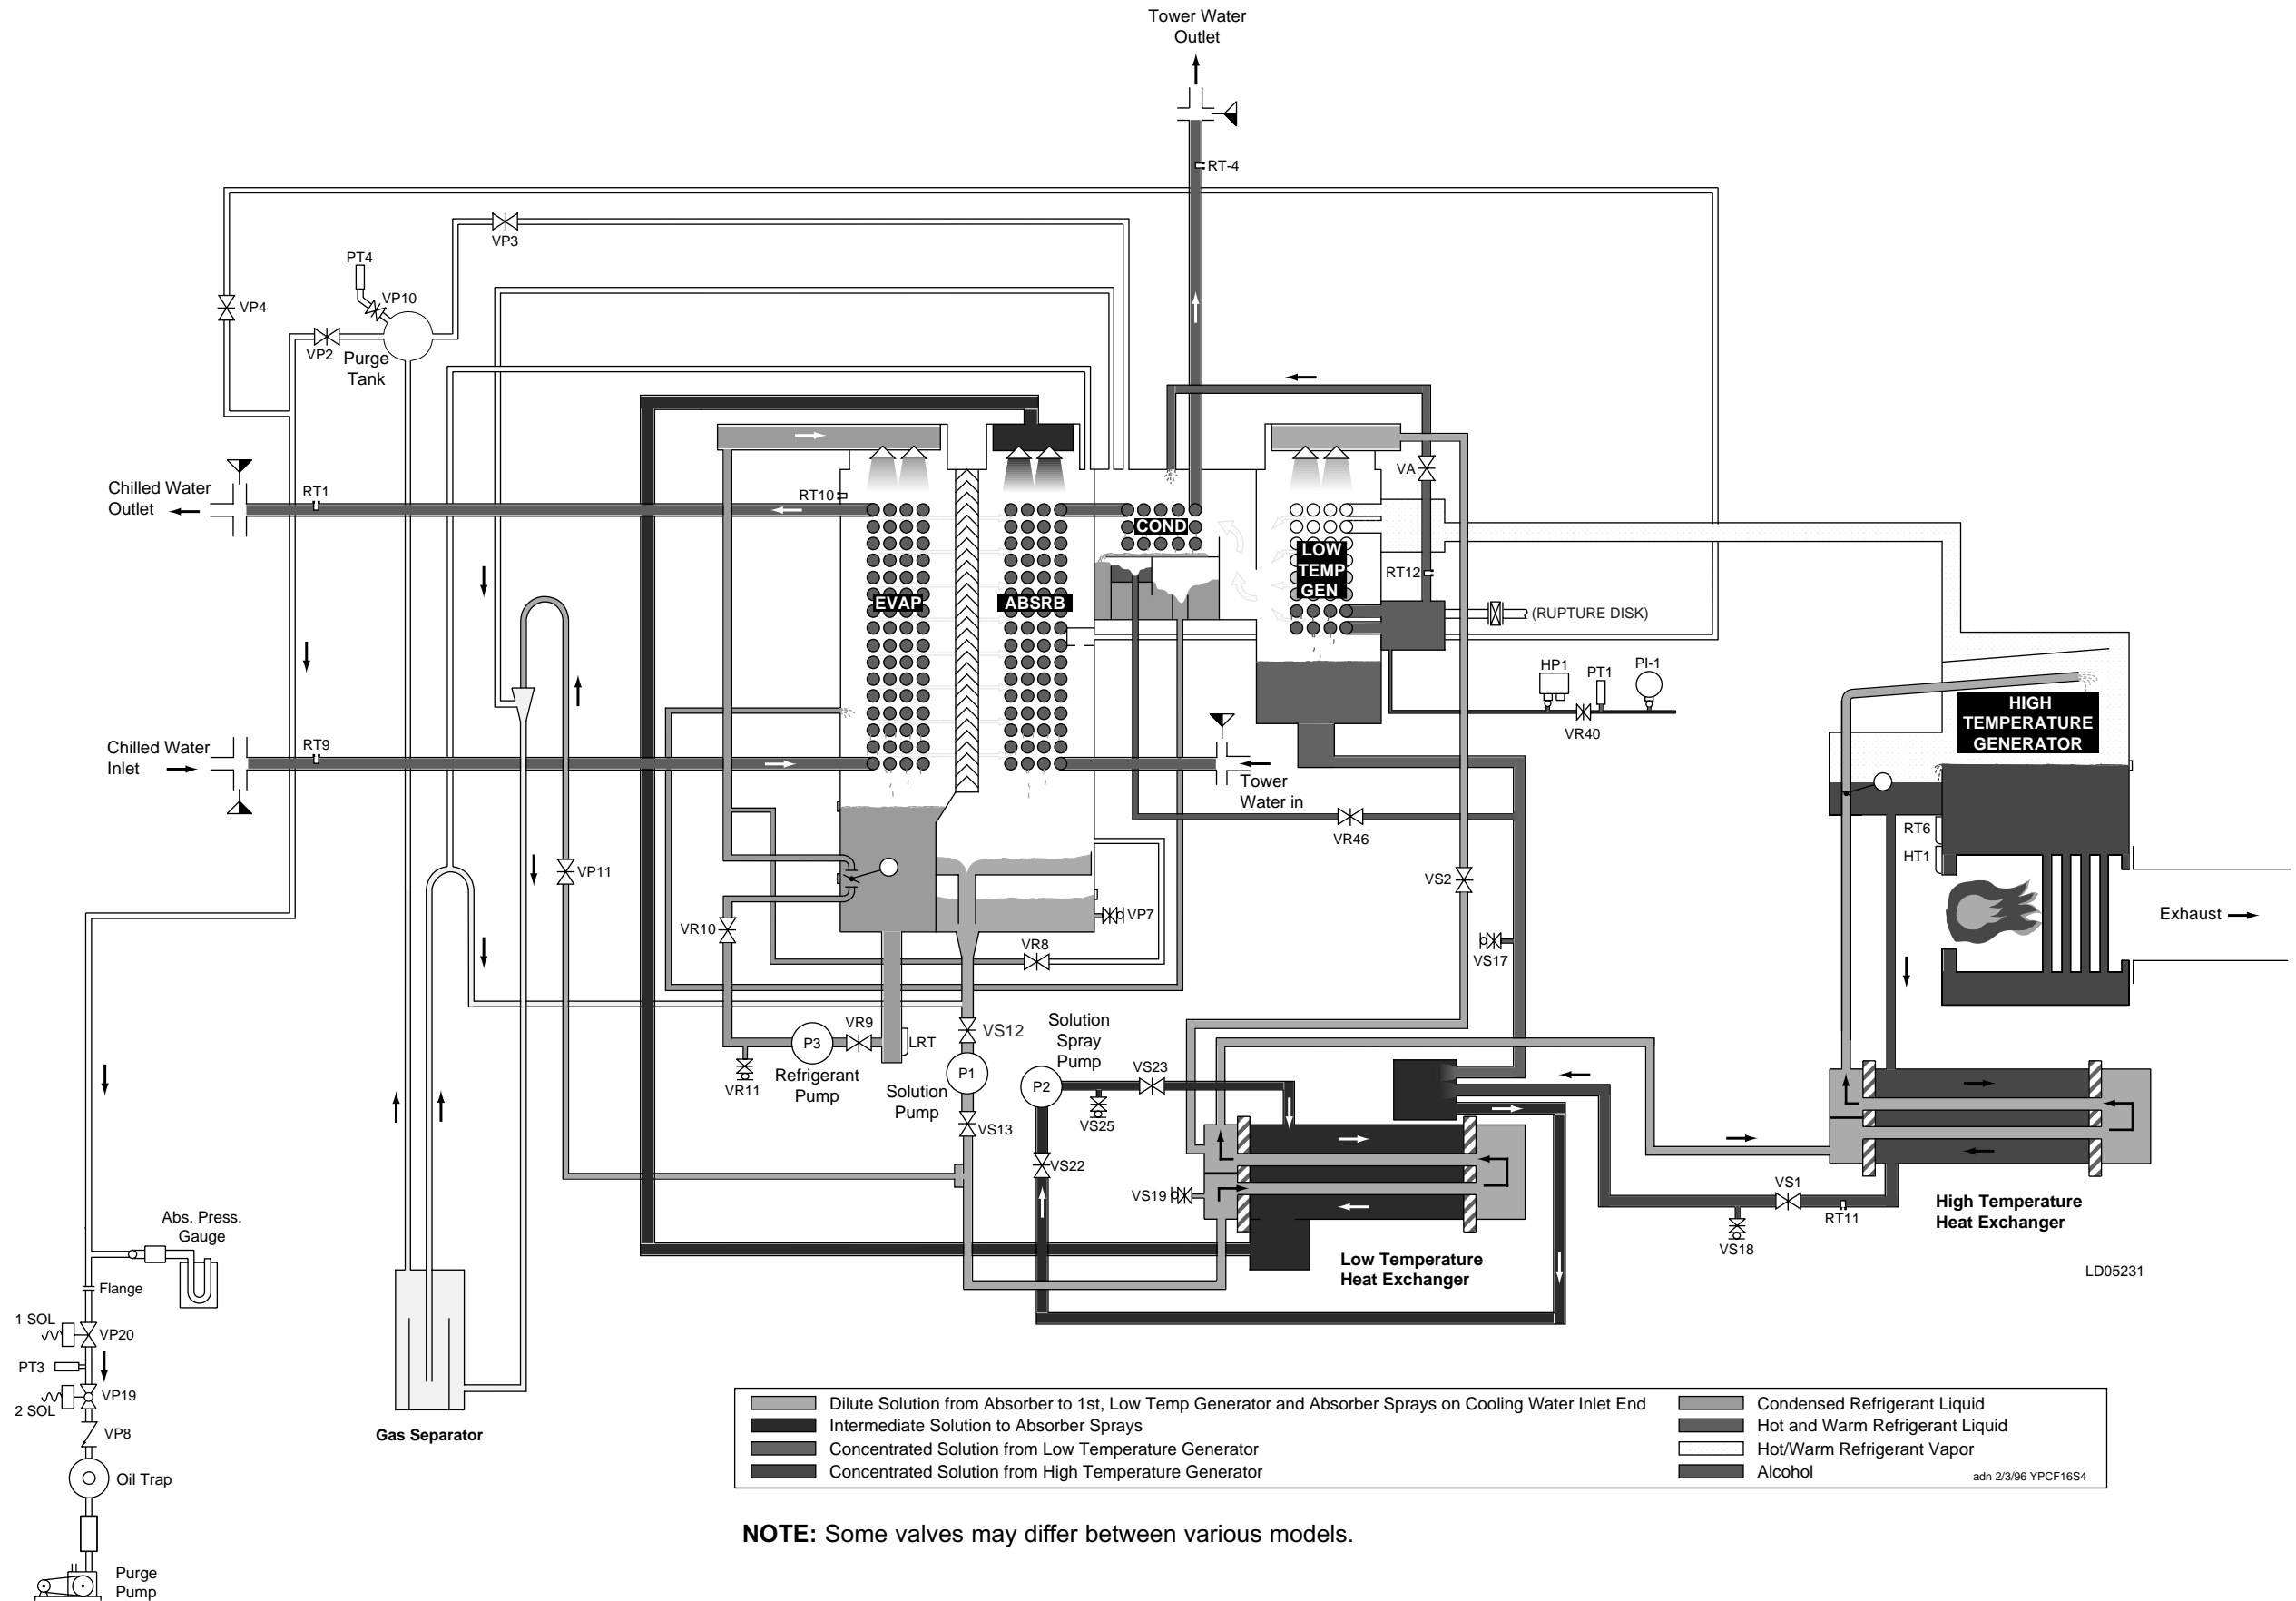 Tower Water
Outlet
RT-4
VP3
PT4
VP10
VP4
VP2
Purge
Tank
VA
Chilled Water
Outlet
RT1
RT10
COND
LOW
TEMP
GEN
RT12
EVAP
ABSRB
(RUPTURE DISK)
HP1
PT1
PI-1
VR40
HIGH
TEMPERATURE
GENERATOR
Chilled Water
Inlet
RT9
Tower
Water in
VR46
RT6
HT1
VP11
VS2
VP7
Exhaust
VR10
VR8
VS17
VR9
LRT
VS12
Solution
Spray
Pump
P3
VR11
Refrigerant
Pump
P1
Solution
Pump
P2
VS23
VS25
VS13
VS22
VS19
VS1
RT11
VS18
High Temperature
Heat Exchanger
Low Temperature
Heat Exchanger
LD05231
Abs. Press.
Gauge
Flange
1 SOL
VP20
PT3
VP19
2 SOL
VP8
Oil Trap
Gas Separator
Purge
Pump
Dilute Solution from Absorber to 1st, Low Temp Generator and Absorber Sprays on Cooling Water Inlet End
Intermediate Solution to Absorber Sprays
Concentrated Solution from Low Temperature Generator
Concentrated Solution from High Temperature Generator
Condensed Refrigerant Liquid
Hot and Warm Refrigerant Liquid
Hot/Warm Refrigerant Vapor
Alcohol
adn 2/3/96 YPCF16S4
NOTE: Some valves may differ between various models.